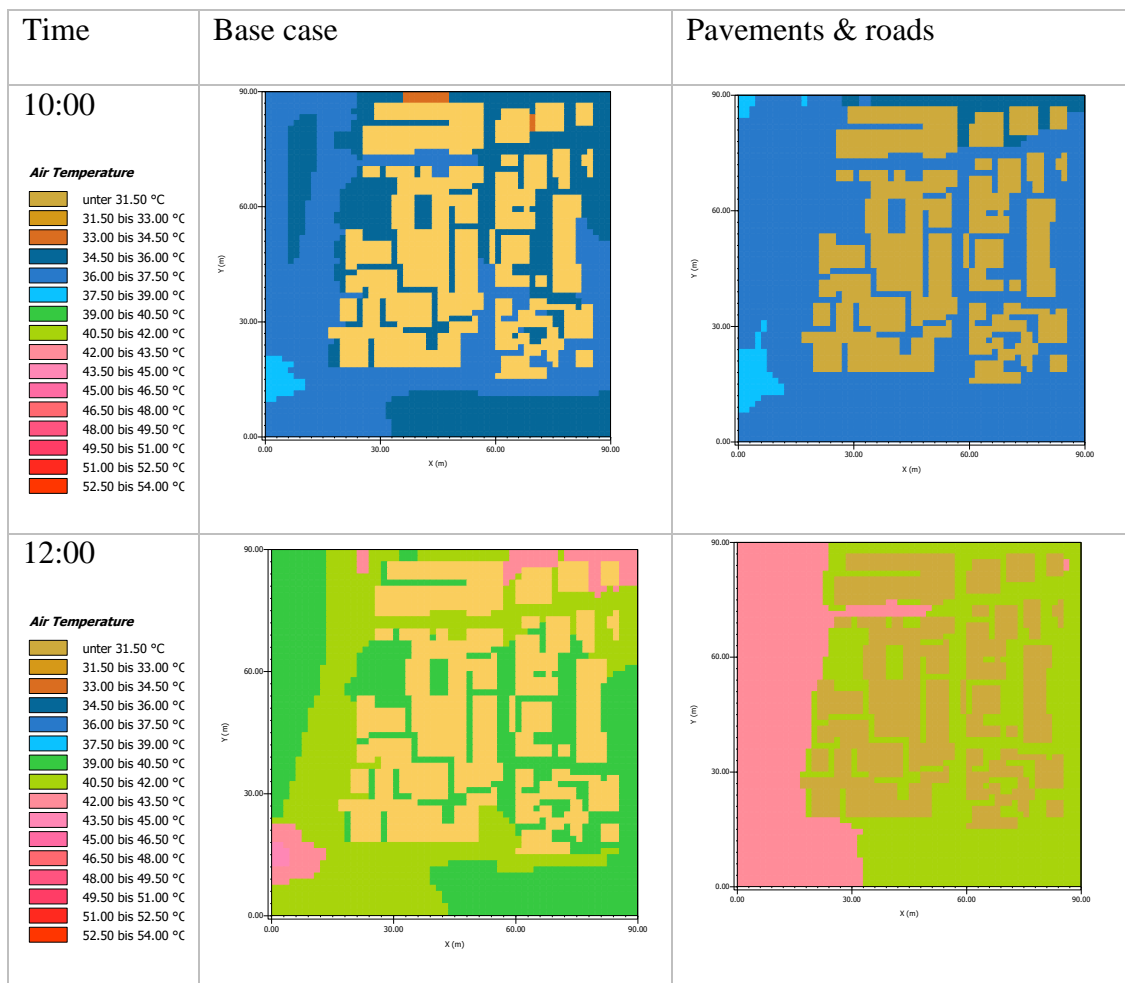 Time Base case Pavements & roads
10:00
Air Temperature
unter 31.50 °C
31.50 bis 33.00 °C
33.00 bis 34.50 °C
34.50 bis 36.00 °C
36.00 bis 37.50 °C
37.50 bis 39.00 °C
39.00 bis 40.50 °C
40.50 bis 42.00 °C
42.00 bis 43.50 °C
43.50 bis 45.00 °C
45.00 bis 46.50 °C
46.50 bis 48.00 °C
48.00 bis 49.50 °C
49.50 bis 51.00 °C
51.00 bis 52.50 °C
52.50 bis 54.00 °C
90.00
60.00
30.00
0.00
Y (m)
0.00 30.00 60.00 90.00
X (m)
90.00
60.00
30.00
0.00
Y (m)
0.00 30.00 60.00 90.00
X (m)
12:00
Air Temperature
unter 31.50 °C
31.50 bis 33.00 °C
33.00 bis 34.50 °C
34.50 bis 36.00 °C
36.00 bis 37.50 °C
37.50 bis 39.00 °C
39.00 bis 40.50 °C
40.50 bis 42.00 °C
42.00 bis 43.50 °C
43.50 bis 45.00 °C
45.00 bis 46.50 °C
46.50 bis 48.00 °C
48.00 bis 49.50 °C
49.50 bis 51.00 °C
51.00 bis 52.50 °C
52.50 bis 54.00 °C
90.00
60.00
30.00
0.00
Y (m)
0.00 30.00 60.00 90.00
X (m)
90.00
60.00
30.00
0.00
Y (m)
0.00 30.00 60.00 90.00
X (m)